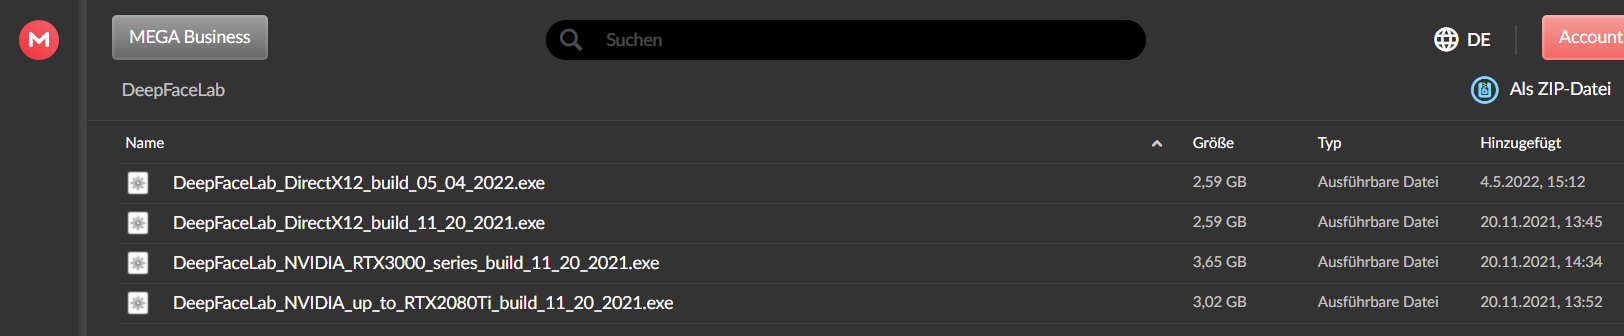 MEGA Business
Suchen
DE
Account
DeepFaceLab
Als ZIP-Datei
Name Größe Typ Hinzugefügt
DeepFaceLab_DirectX12_build_05_04_2022.exe 2,59 GB Ausführbare Datei 4.5.2022, 15:12
DeepFaceLab_DirectX12_build_11_20_2021.exe 2,59 GB Ausführbare Datei 20.11.2021, 13:45
DeepFaceLab_NVIDIA_RTX3000_series_build_11_20_2021.exe 3,65 GB Ausführbare Datei 20.11.2021, 14:34
DeepFaceLab_NVIDIA_up_to_RTX2080Ti_build_11_20_2021.exe 3,02 GB Ausführbare Datei 20.11.2021, 13:52